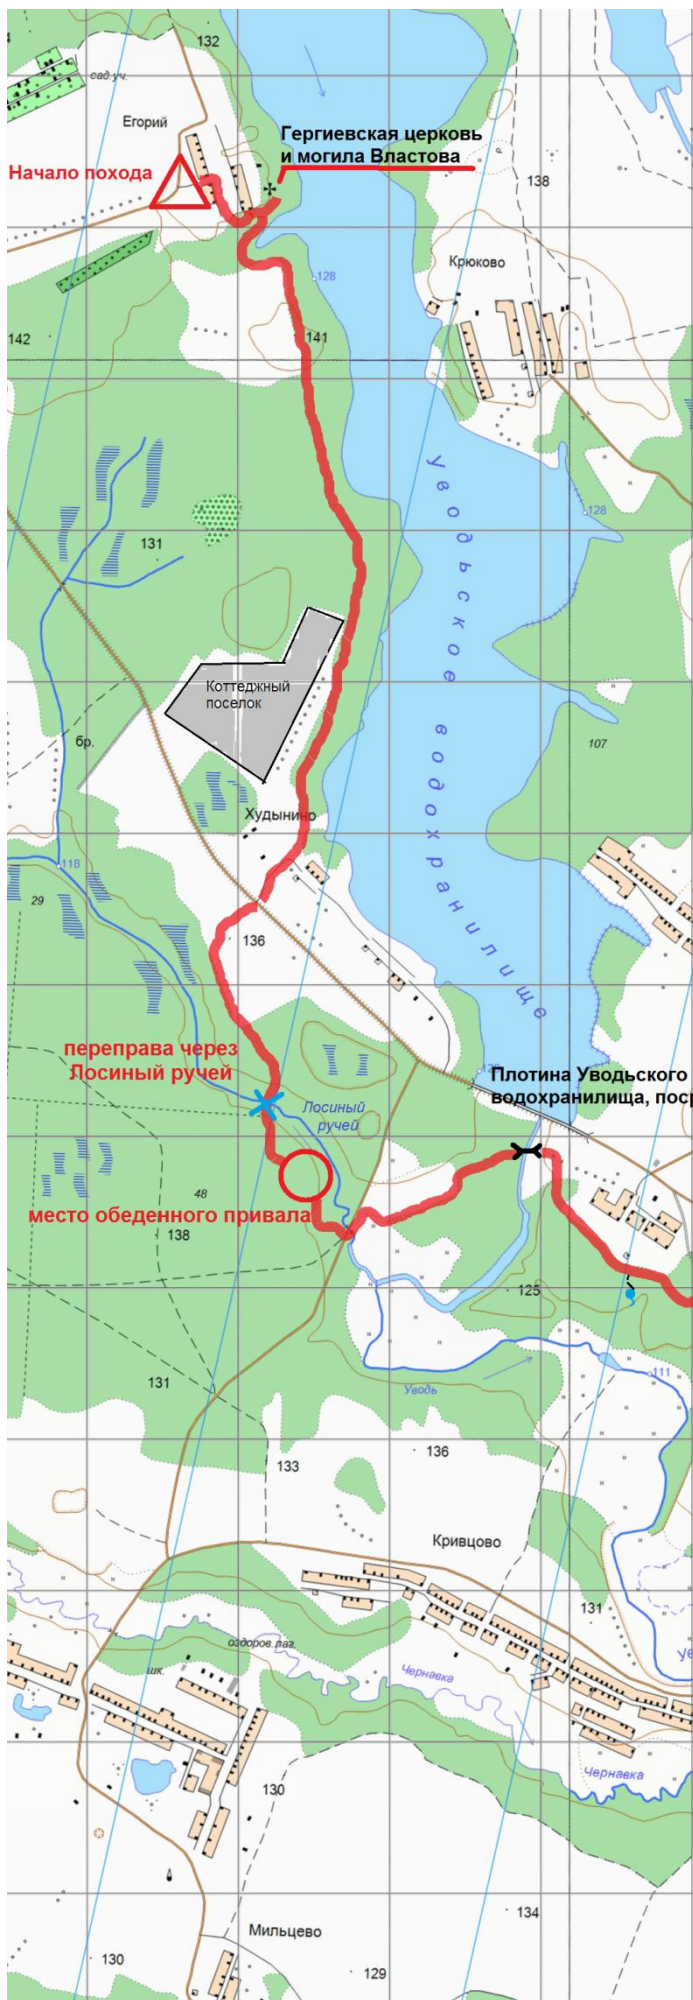 132
сад.уч.
Егорий
Гергиевская церковь
и могила Властова
Начало похода
138
Крюково
128
142
141
Уводьское водохранилище
128
131
Коттеджный
поселок
бр.
107
Худынино
118
29
136
переправа через
Лосиный ручей
Плотина Уводьского
водохранилища, поср
Лосиный
ручей
48
место обеденного привала
138
125
131
Уводь
111
136
133
Кривцово
131
оздоров.лаг.
шк.
Чернавка
Уе
Чернавка
130
134
Мильцево
130
129